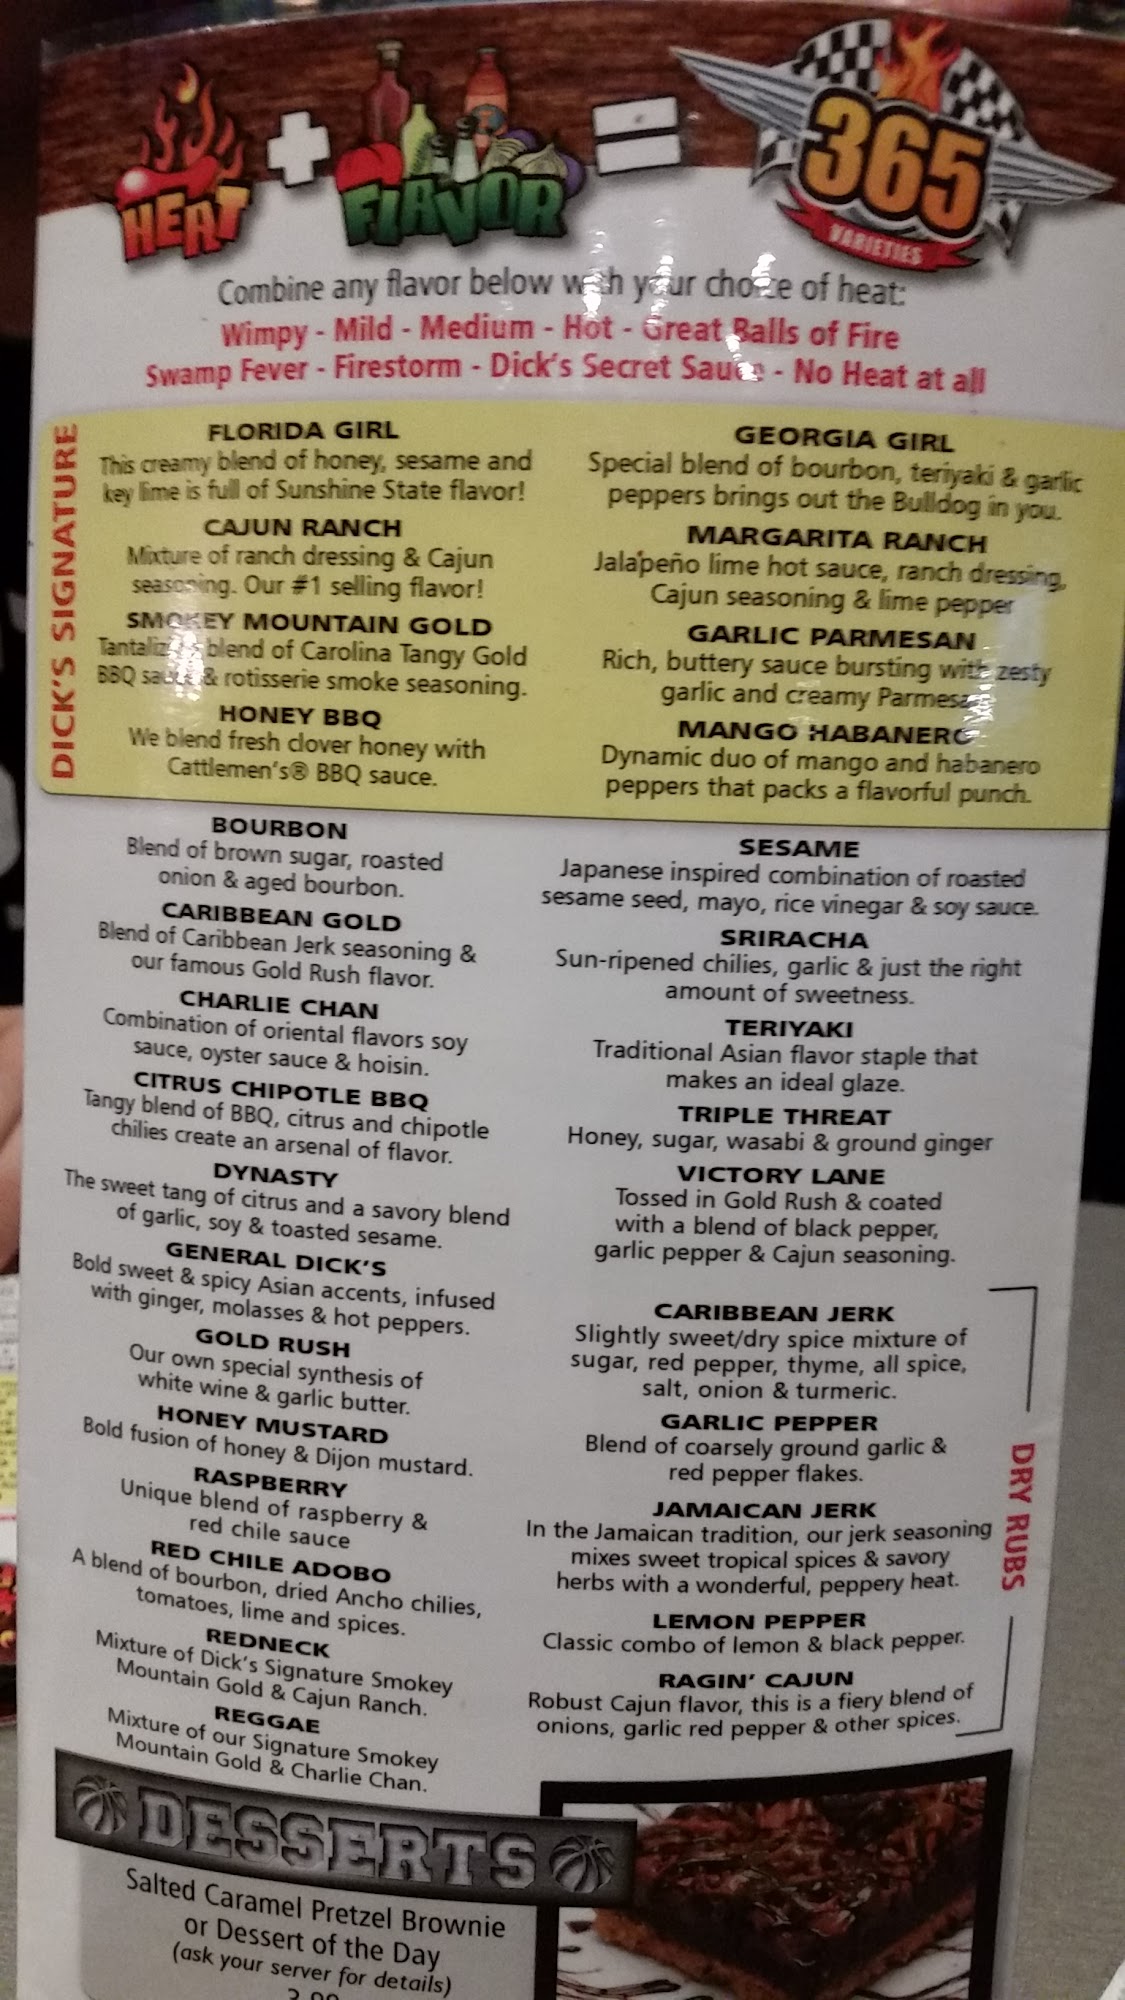 HEAT + FLAVOR = 365
VARIETIES
Combine any flavor below with your choice of heat:
Wimpy - Mild - Medium - Hot - Great Balls of Fire
Swamp Fever - Firestorm - Dick's Secret Sauce - No Heat at all
DICK'S SIGNATURE
FLORIDA GIRL
This creamy blend of honey, sesame and
key lime is full of Sunshine State flavor!
CAJUN RANCH
Mixture of ranch dressing & Cajun
seasoning. Our #1 selling flavor!
SMOKEY MOUNTAIN GOLD
Tantalizing blend of Carolina Tangy Gold
BBQ sauce & rotisserie smoke seasoning.
HONEY BBQ
We blend fresh clover honey with
Cattlemen's® BBQ sauce.
GEORGIA GIRL
Special blend of bourbon, teriyaki & garlic
peppers brings out the Bulldog in you.
MARGARITA RANCH
Jalapeño lime hot sauce, ranch dressing,
Cajun seasoning & lime pepper
GARLIC PARMESAN
Rich, buttery sauce bursting with zesty
garlic and creamy Parmesan
MANGO HABANERO
Dynamic duo of mango and habanero
peppers that packs a flavorful punch.
BOURBON
Blend of brown sugar, roasted
onion & aged bourbon.
CARIBBEAN GOLD
Blend of Caribbean Jerk seasoning &
our famous Gold Rush flavor.
CHARLIE CHAN
Combination of oriental flavors soy
sauce, oyster sauce & hoisin.
CITRUS CHIPOTLE BBQ
Tangy blend of BBQ, citrus and chipotle
chilies create an arsenal of flavor.
DYNASTY
The sweet tang of citrus and a savory blend
of garlic, soy & toasted sesame.
GENERAL DICK'S
Bold sweet & spicy Asian accents, infused
with ginger, molasses & hot peppers.
GOLD RUSH
Our own special synthesis of
white wine & garlic butter.
HONEY MUSTARD
Bold fusion of honey & Dijon mustard.
RASPBERRY
Unique blend of raspberry &
red chile sauce
RED CHILE ADOBO
A blend of bourbon, dried Ancho chilies,
tomatoes, lime and spices.
REDNECK
Mixture of Dick's Signature Smokey
Mountain Gold & Cajun Ranch.
REGGAE
Mixture of our Signature Smokey
Mountain Gold & Charlie Chan.
SESAME
Japanese inspired combination of roasted
sesame seed, mayo, rice vinegar & soy sauce.
SRIRACHA
Sun-ripened chilies, garlic & just the right
amount of sweetness.
TERIYAKI
Traditional Asian flavor staple that
makes an ideal glaze.
TRIPLE THREAT
Honey, sugar, wasabi & ground ginger
VICTORY LANE
Tossed in Gold Rush & coated
with a blend of black pepper,
garlic pepper & Cajun seasoning.
DRY RUBS
CARIBBEAN JERK
Slightly sweet/dry spice mixture of
sugar, red pepper, thyme, all spice,
salt, onion & turmeric.
GARLIC PEPPER
Blend of coarsely ground garlic &
red pepper flakes.
JAMAICAN JERK
In the Jamaican tradition, our jerk seasoning
mixes sweet tropical spices & savory
herbs with a wonderful, peppery heat.
LEMON PEPPER
Classic combo of lemon & black pepper.
RAGIN' CAJUN
Robust Cajun flavor, this is a fiery blend of
onions, garlic red pepper & other spices.
DESSERTS
Salted Caramel Pretzel Brownie
or Dessert of the Day
(ask your server for details)